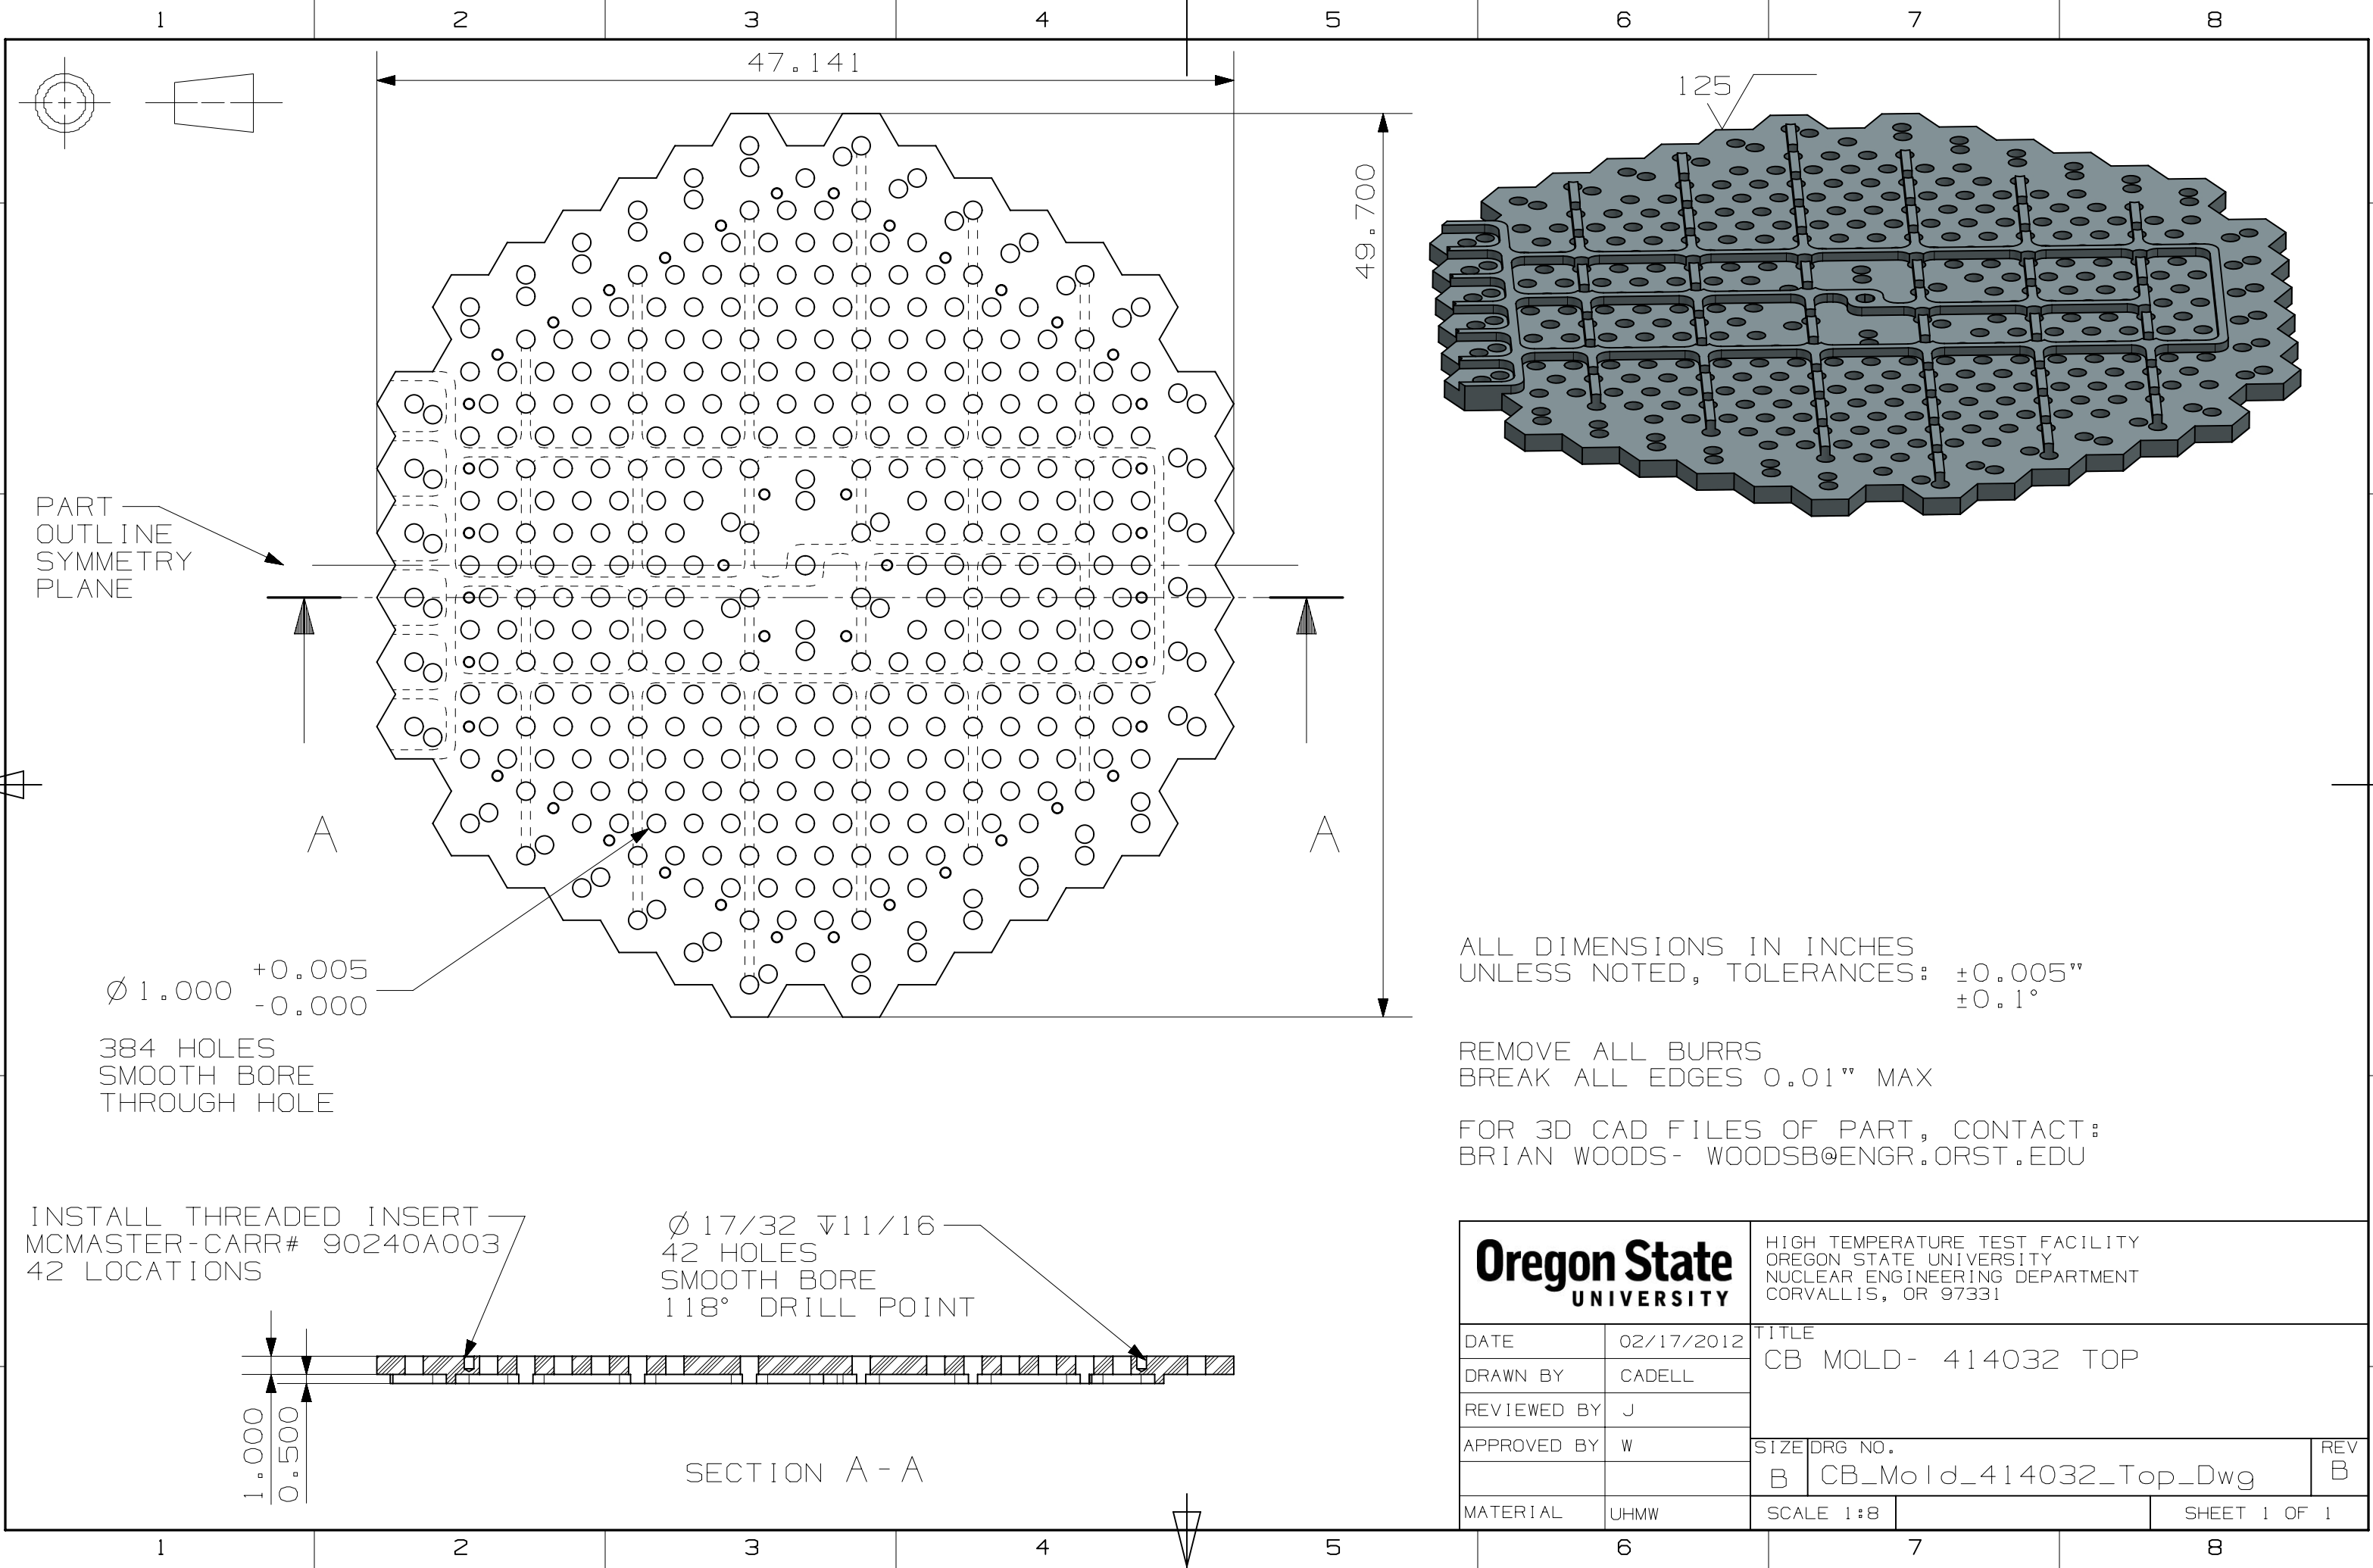 1 2 3 4 5 6 7 8
47.141
49.700
125
PART
OUTLINE
SYMMETRY
PLANE
A A
Ø1.000 +0.005
-0.000
384 HOLES
SMOOTH BORE
THROUGH HOLE
ALL DIMENSIONS IN INCHES
UNLESS NOTED, TOLERANCES: ±0.005"
±0.1°
REMOVE ALL BURRS
BREAK ALL EDGES 0.01" MAX
FOR 3D CAD FILES OF PART, CONTACT:
BRIAN WOODS- WOODSB@ENGR.ORST.EDU
INSTALL THREADED INSERT
MCMASTER-CARR# 90240A003
42 LOCATIONS
Ø17/32 ↧11/16
42 HOLES
SMOOTH BORE
118° DRILL POINT
1.000
0.500
SECTION A-A
Oregon State
UNIVERSITY
HIGH TEMPERATURE TEST FACILITY
OREGON STATE UNIVERSITY
NUCLEAR ENGINEERING DEPARTMENT
CORVALLIS, OR 97331
DATE 02/17/2012
DRAWN BY CADELL
REVIEWED BY J
APPROVED BY W
MATERIAL UHMW
TITLE
CB MOLD- 414032 TOP
SIZE DRG NO. REV
B CB_Mold_414032_Top_Dwg B
SCALE 1:8 SHEET 1 OF 1
1 2 3 4 5 6 7 8